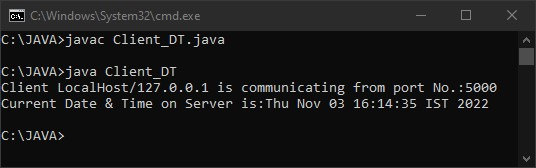 C:\Windows\System32\cmd.exe
C:\JAVA>javac Client_DT.java
C:\JAVA>java Client_DT
Client LocalHost/127.0.0.1 is communicating from port No.:5000
Current Date & Time on Server is:Thu Nov 03 16:14:35 IST 2022
C:\JAVA>